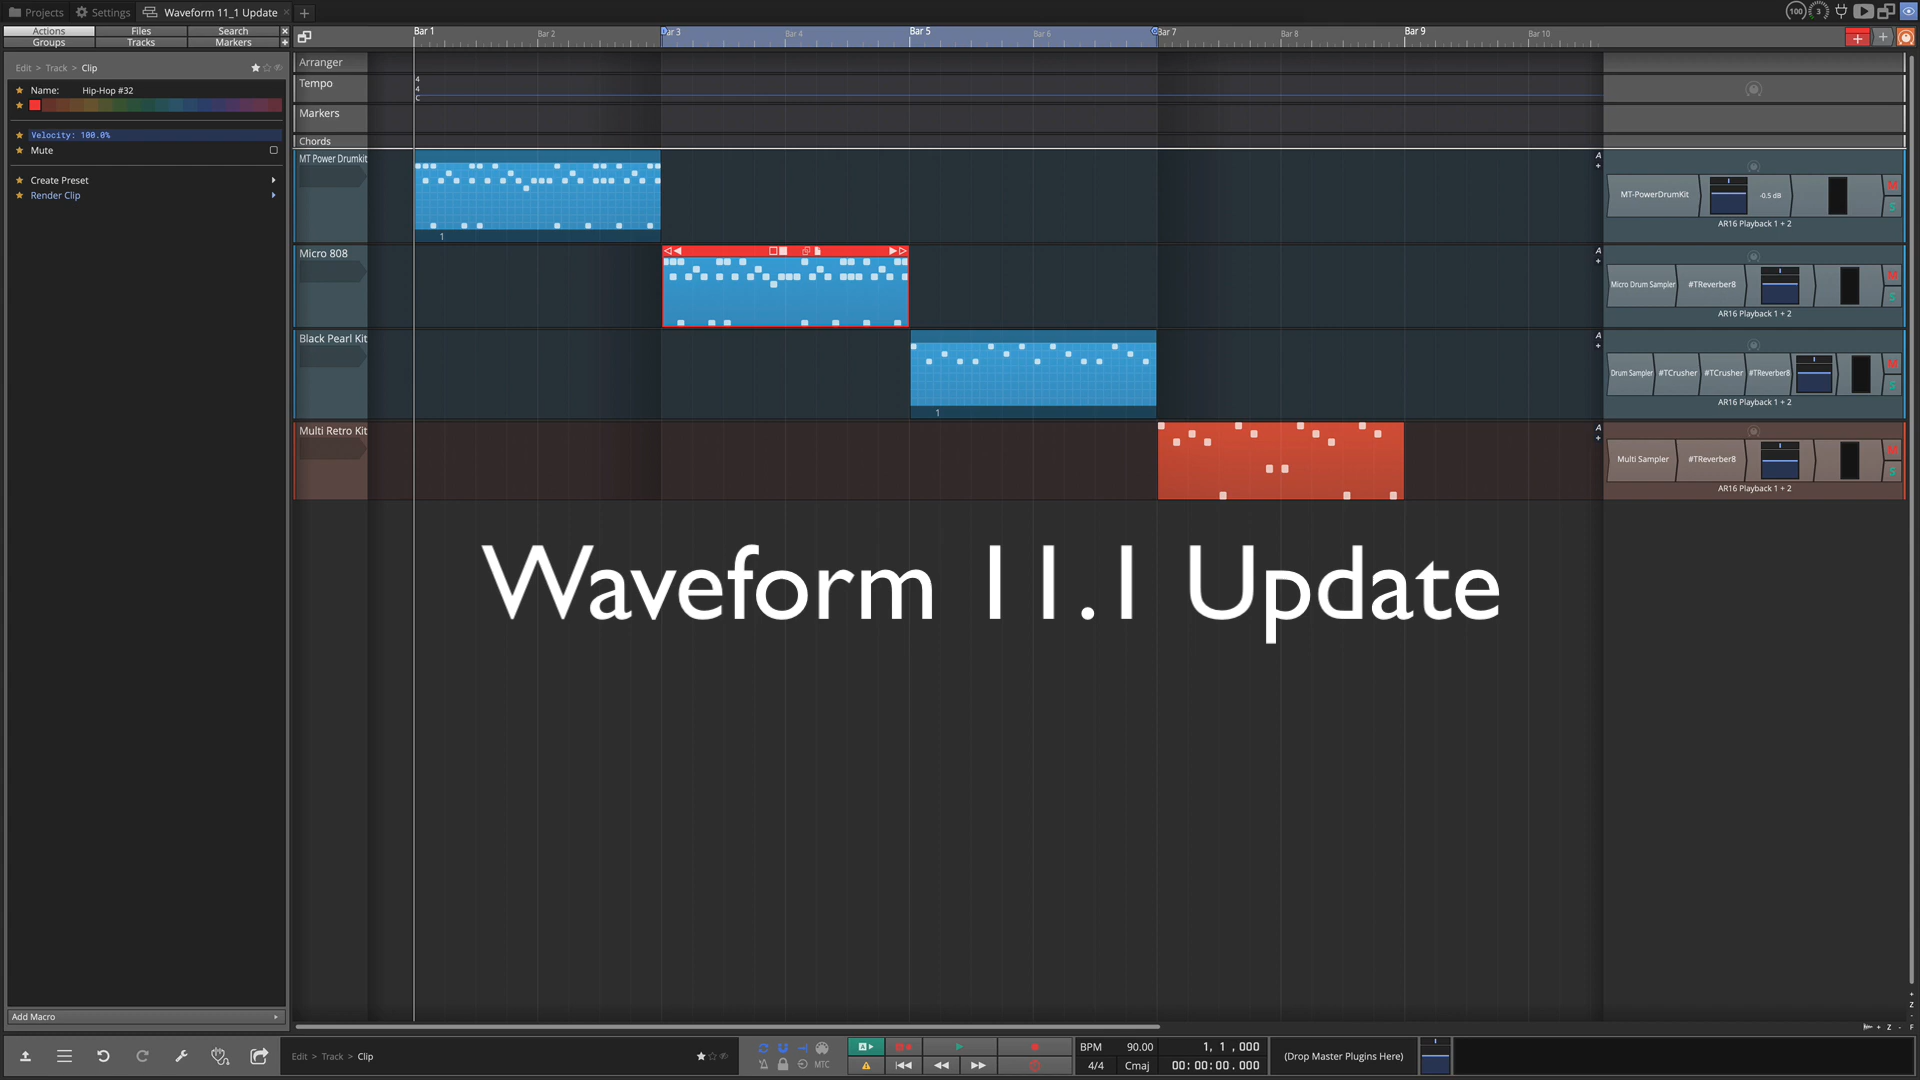 Projects Settings Waveform 11_1 Update
100 3
Actions Files Search
Groups Tracks Markers
Bar 1 Bar 2 Bar 3 Bar 4 Bar 5 Bar 6 Bar 7 Bar 8 Bar 9 Bar 10
Edit > Track > Clip
Name: Hip-Hop #32
Velocity: 100.0%
Mute
Create Preset
Render Clip
Arranger
Tempo
4
4
C
Markers
Chords
MT Power Drumkit
1
A
MT-PowerDrumKit -0.5 dB M
S
AR16 Playback 1 + 2
Micro 808
A
Micro Drum Sampler #TReverber8 M
S
AR16 Playback 1 + 2
Black Pearl Kit
1
A
Drum Sampler #TCrusher #TCrusher #TReverber8 M
S
AR16 Playback 1 + 2
Multi Retro Kit
A
Multi Sampler #TReverber8 M
S
AR16 Playback 1 + 2
Waveform 11.1 Update
Add Macro
Z
Z - F
Edit > Track > Clip
MTC
A
BPM 90.00 1, 1 ,000
4/4 Cmaj 00: 00: 00. 000
(Drop Master Plugins Here)